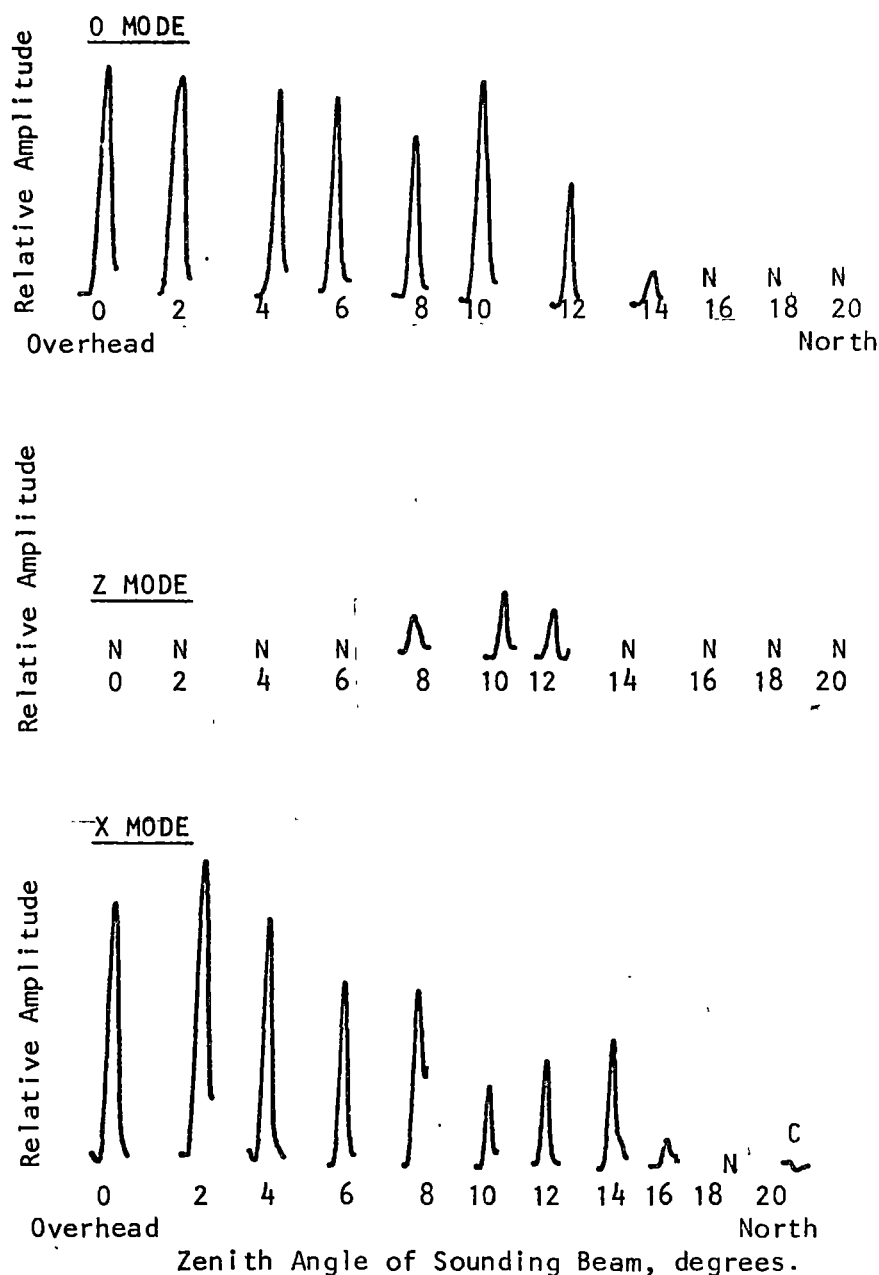 O MODE
Relative Amplitude
N N N
0 2 4 6 8 10 12 14 16 18 20
Overhead North
Z MODE
Relative Amplitude
N N N N N N N N
0 2 4 6 8 10 12 14 16 18 20
X MODE
Relative Amplitude
C
N
0 2 4 6 8 10 12 14 16 18 20
Overhead North
Zenith Angle of Sounding Beam, degrees.